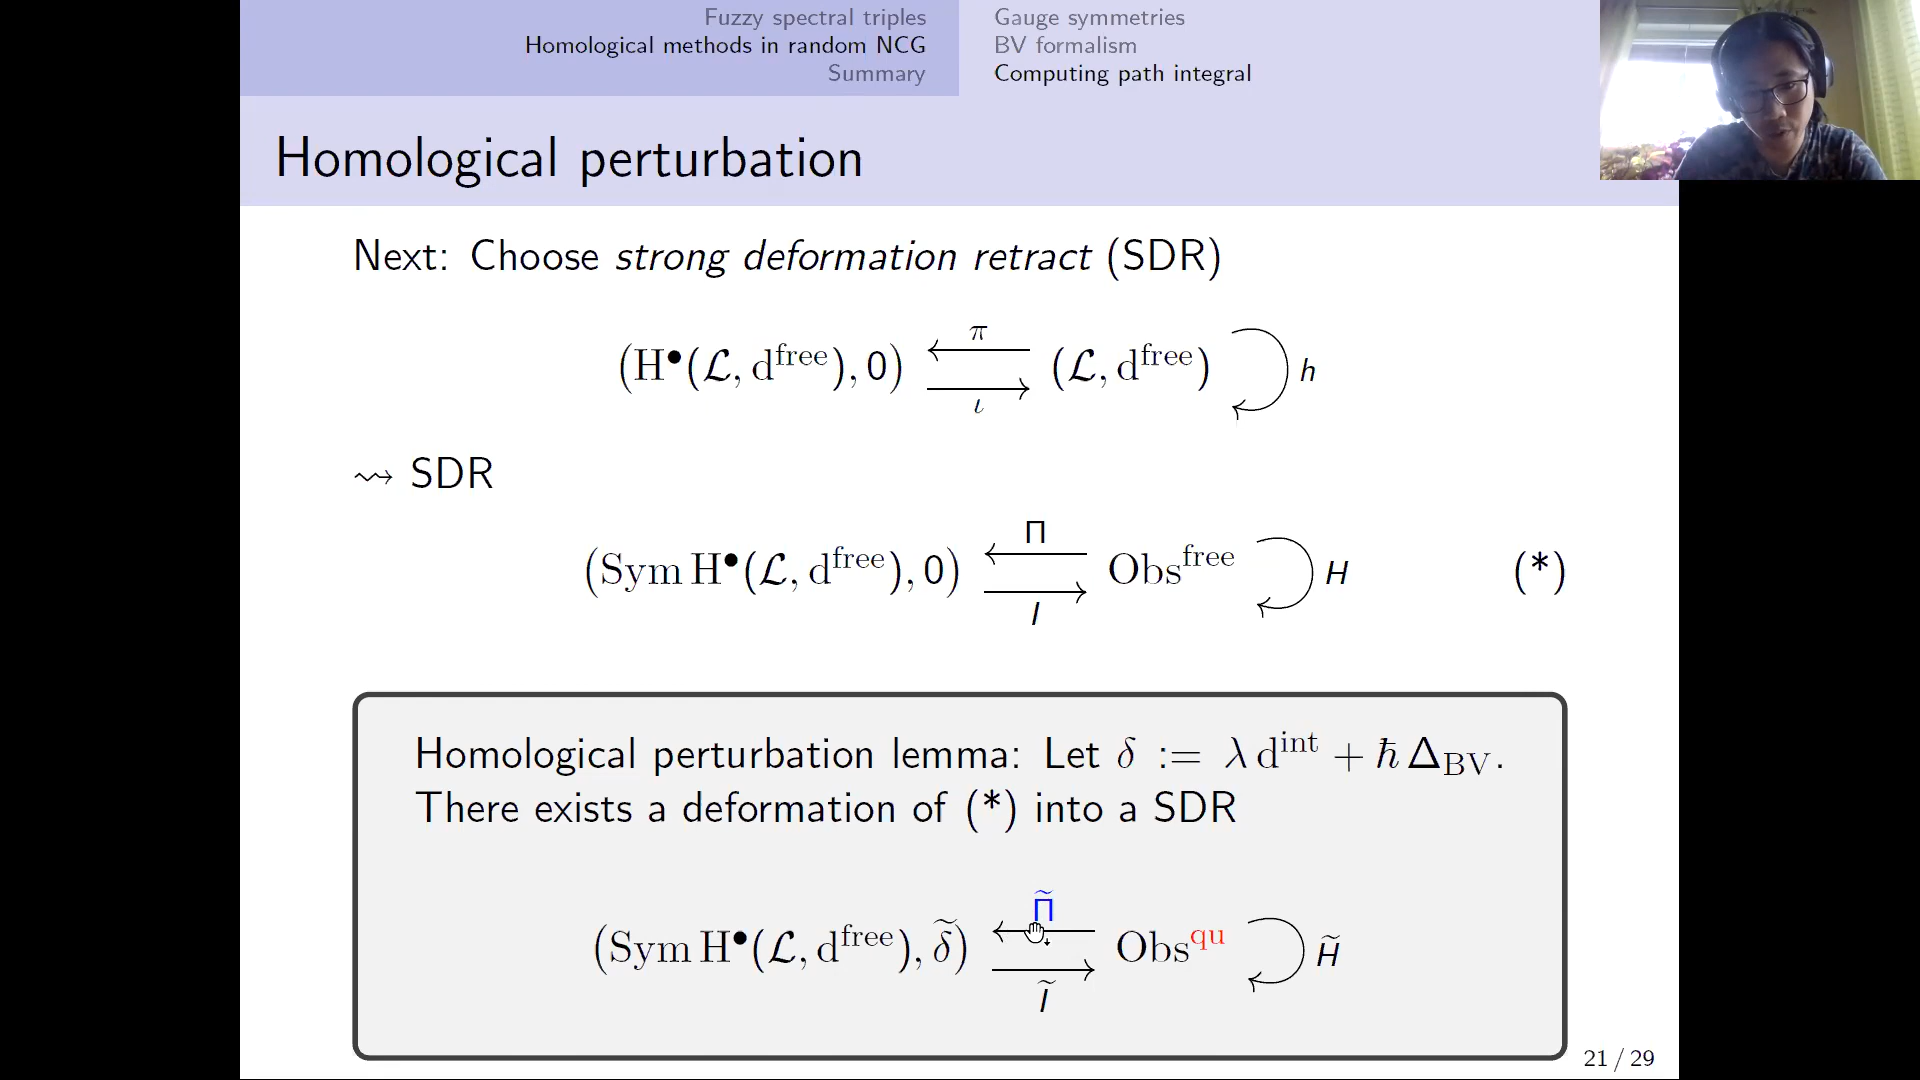 Fuzzy spectral triples
Homological methods in random NCG
Summary
Gauge symmetries
BV formalism
Computing path integral
Homological perturbation
Next: Choose strong deformation retract (SDR)
π
(H•(ℒ, d^free), 0) ⇄ (ℒ, d^free) h
ι
⇝ SDR
Π
(Sym H•(ℒ, d^free), 0) ⇄ Obs^free H (*)
I
Homological perturbation lemma: Let δ := λ d^int + ℏ Δ_BV.
There exists a deformation of (*) into a SDR
Π̃
(Sym H•(ℒ, d^free), δ̃) ⇄ Obs^qu H̃
Ĩ
21 / 29